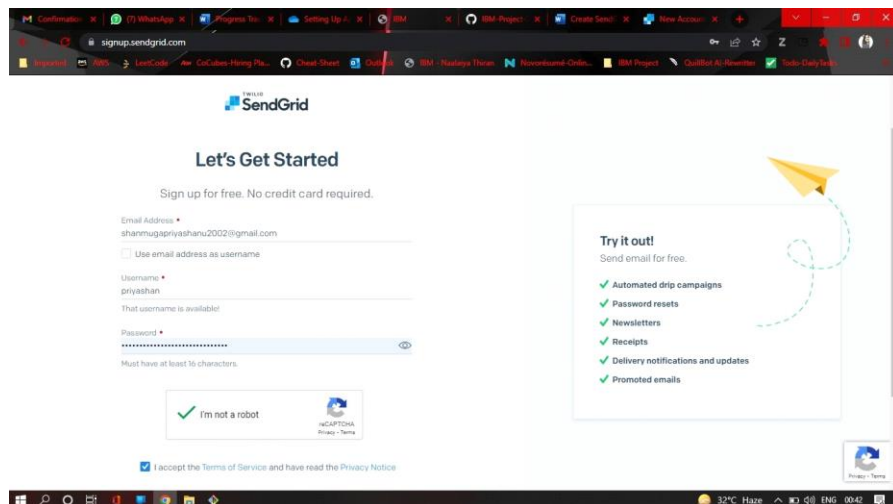 Confirmation
(7) WhatsApp
Progress Tra
Setting Up A
IBM
IBM-Project
Create Send
New Account
signup.sendgrid.com
Z
AWS
LeetCode
CoCubes-Hiring Pla...
Cheat-Sheet
Outlook
IBM - Naalaiya Thiran
Novorésumé-Onlin...
IBM Project
QuillBot AI-Rewriter
Todo-DailyTasks
TWILIO
SendGrid
Let's Get Started
Sign up for free. No credit card required.
Email Address •
shanmugapriyashanu2002@gmail.com
Use email address as username
Username •
priyashan
That username is available!
Password •
Must have at least 16 characters.
I'm not a robot
reCAPTCHA
Privacy - Terms
I accept the Terms of Service and have read the Privacy Notice
Try it out!
Send email for free.
Automated drip campaigns
Password resets
Newsletters
Receipts
Delivery notifications and updates
Promoted emails
Privacy - Terms
32°C Haze
ENG
00:42